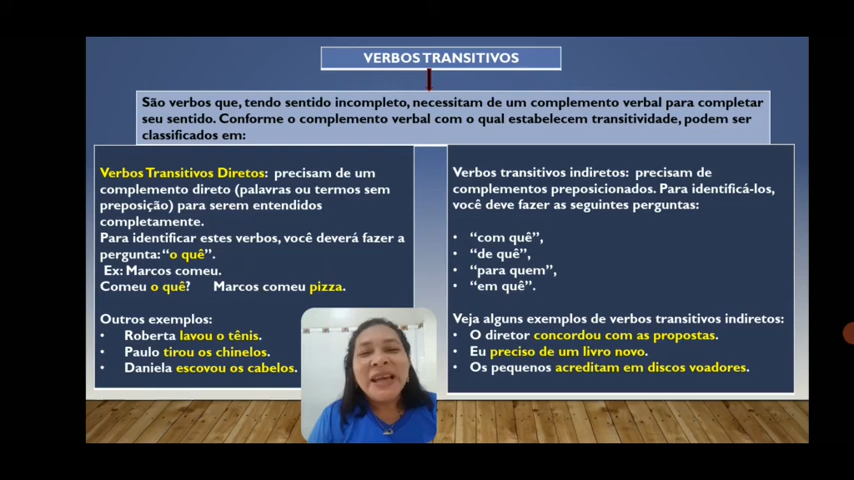 VERBOS TRANSITIVOS
São verbos que, tendo sentido incompleto, necessitam de um complemento verbal para completar
seu sentido. Conforme o complemento verbal com o qual estabelecem transitividade, podem ser
classificados em:
Verbos Transitivos Diretos: precisam de um
complemento direto (palavras ou termos sem
preposição) para serem entendidos
completamente.
Para identificar estes verbos, você deverá fazer a
pergunta: “o quê”.
Ex: Marcos comeu.
Comeu o quê? Marcos comeu pizza.
Outros exemplos:
• Roberta lavou o tênis.
• Paulo tirou os chinelos.
• Daniela escovou os cabelos.
Verbos transitivos indiretos: precisam de
complementos preposicionados. Para identificá-los,
você deve fazer as seguintes perguntas:
• “com quê”,
• “de quê”,
• “para quem”,
• “em quê”.
Veja alguns exemplos de verbos transitivos indiretos:
• O diretor concordou com as propostas.
• Eu preciso de um livro novo.
• Os pequenos acreditam em discos voadores.